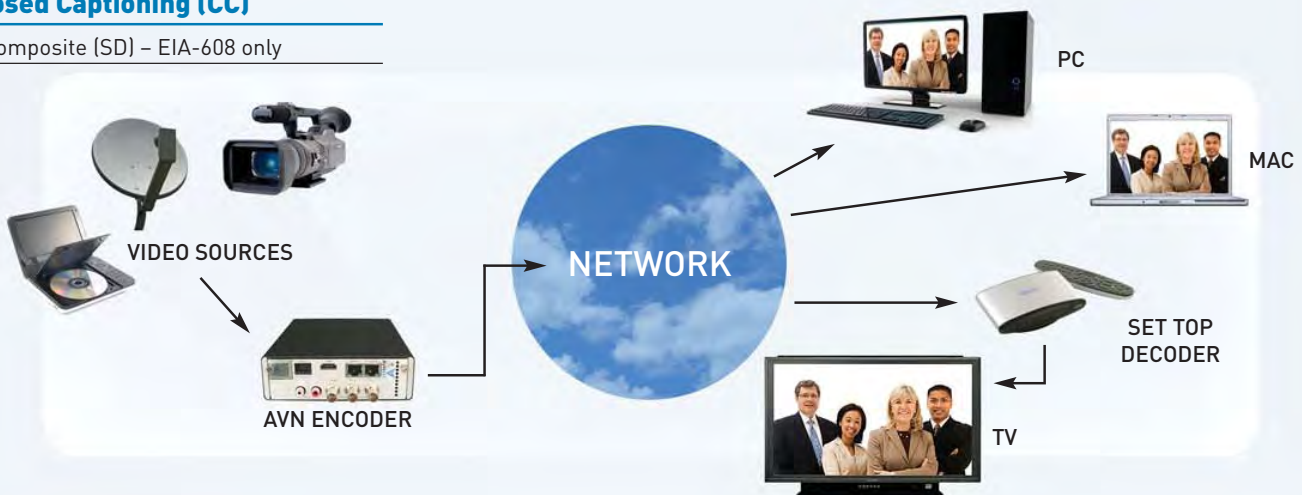 osed Captioning (CC)
omposite (SD) – EIA-608 only
VIDEO SOURCES
AVN ENCODER
NETWORK
PC
MAC
SET TOP
DECODER
TV